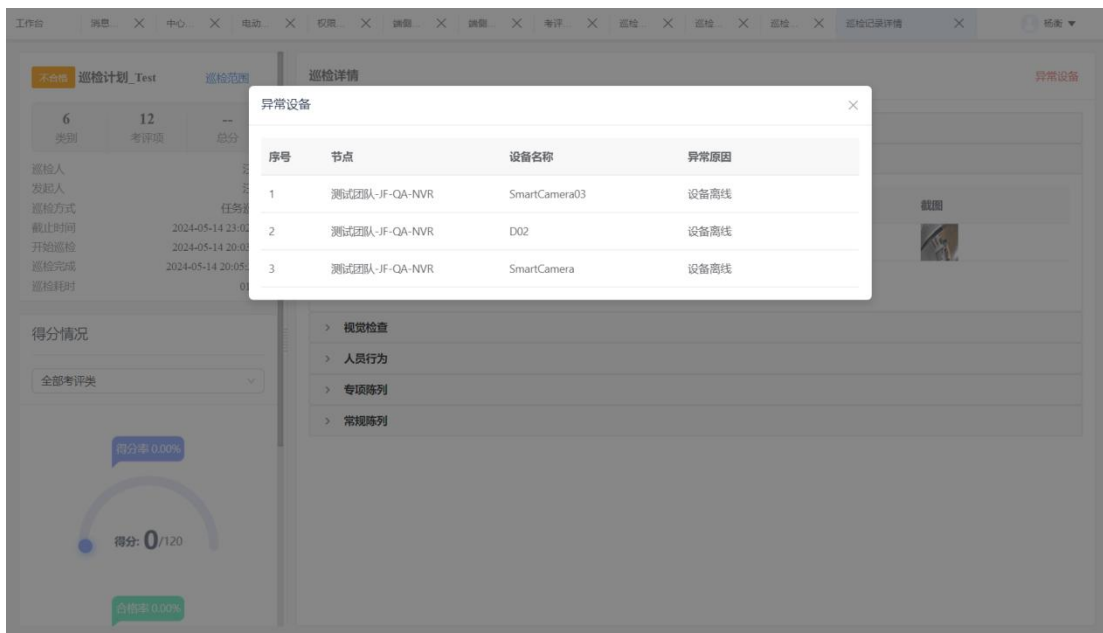 工作台 消息... 中心... 电动... 权限... 端侧... 端侧... 考评... 巡检... 巡检... 巡检... 巡检记录详情 杨衡
不合格 巡检计划_Test 巡检范围
6 12 --
类别 考评项 总分
巡检人
发起人
巡检方式 任务巡
截止时间 2024-05-14 23:02
开始巡检 2024-05-14 20:03
巡检完成 2024-05-14 20:05:
巡检耗时 01
得分情况
全部考评类
得分率 0.00%
得分: 0/120
合格率 0.00%
巡检详情 异常设备
异常设备
序号 节点 设备名称 异常原因
1 测试团队-JF-QA-NVR SmartCamera03 设备离线
2 测试团队-JF-QA-NVR D02 设备离线
3 测试团队-JF-QA-NVR SmartCamera 设备离线
截图
视觉检查
人员行为
专项陈列
常规陈列